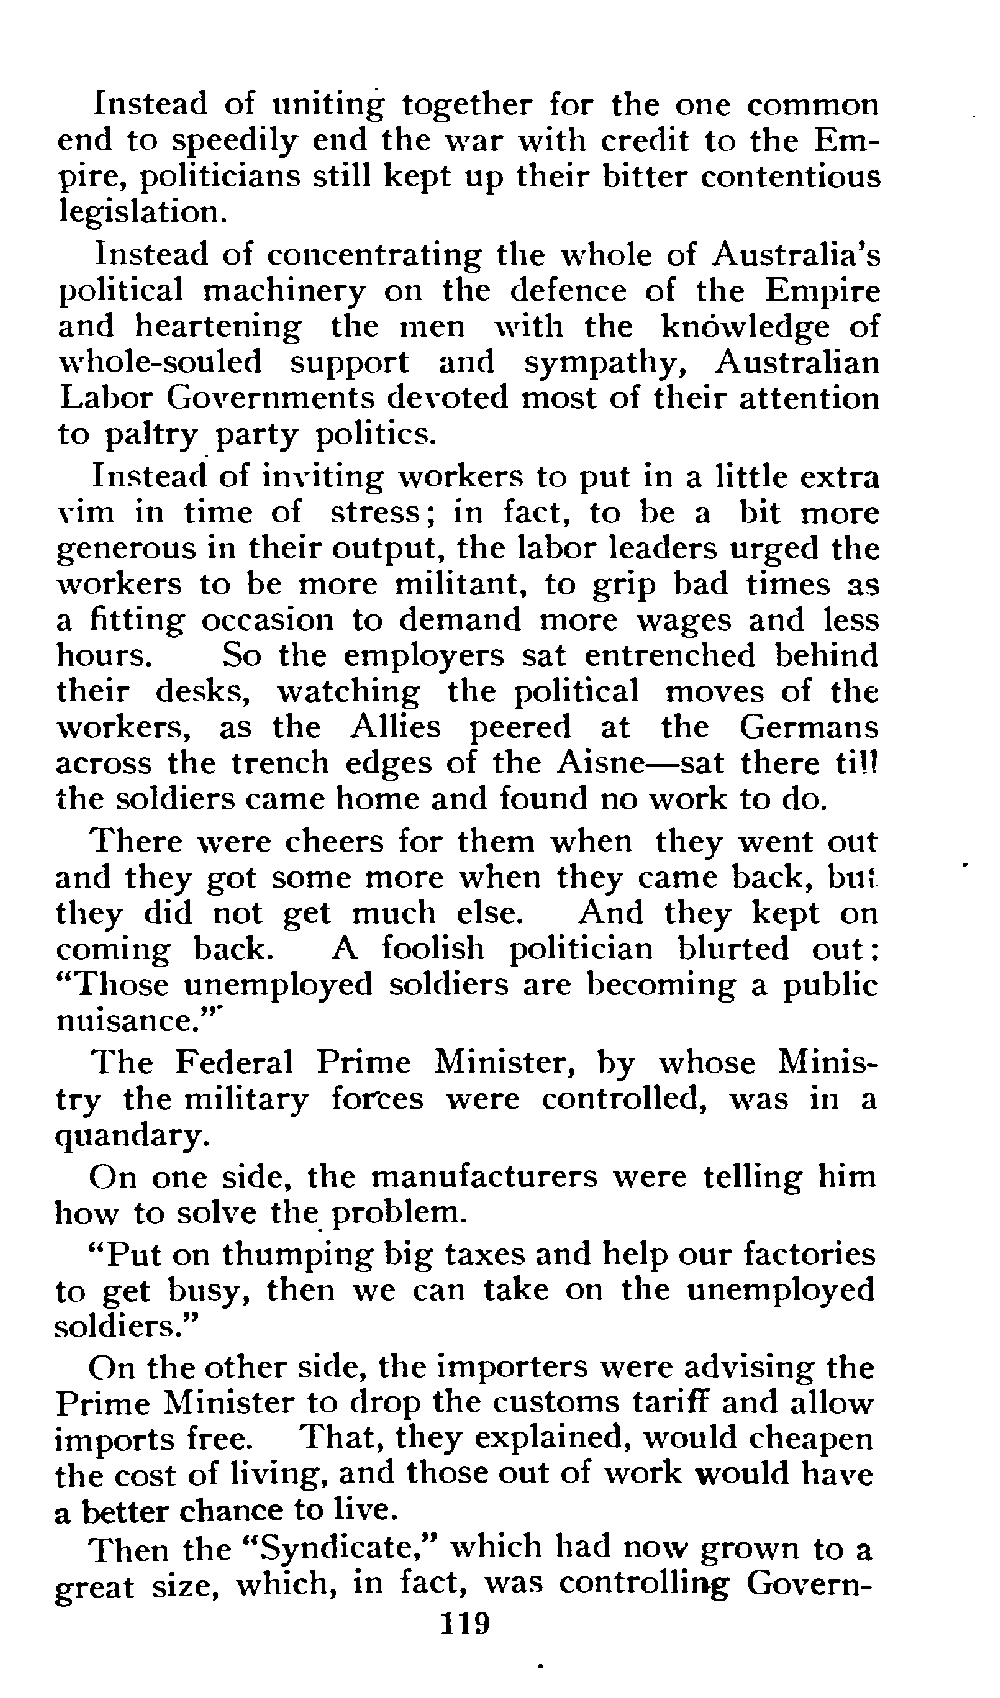 Instead of uniting together for the one common
end to speedily end the war with credit to the Em-
pire, politicians still kept up their bitter contentious
legislation.
Instead of concentrating the whole of Australia's
political machinery on the defence of the Empire
and heartening the men with the knowledge of
whole-souled support and sympathy, Australian
Labor Governments devoted most of their attention
to paltry party politics.
Instead of inviting workers to put in a little extra
vim in time of stress; in fact, to be a bit more
generous in their output, the labor leaders urged the
workers to be more militant, to grip bad times as
a fitting occasion to demand more wages and less
hours. So the employers sat entrenched behind
their desks, watching the political moves of the
workers, as the Allies peered at the Germans
across the trench edges of the Aisne—sat there till
the soldiers came home and found no work to do.
There were cheers for them when they went out
and they got some more when they came back, but
they did not get much else. And they kept on
coming back. A foolish politician blurted out:
"Those unemployed soldiers are becoming a public
nuisance."
The Federal Prime Minister, by whose Minis-
try the military forces were controlled, was in a
quandary.
On one side, the manufacturers were telling him
how to solve the problem.
"Put on thumping big taxes and help our factories
to get busy, then we can take on the unemployed
soldiers."
On the other side, the importers were advising the
Prime Minister to drop the customs tariff and allow
imports free. That, they explained, would cheapen
the cost of living, and those out of work would have
a better chance to live.
Then the "Syndicate," which had now grown to a
great size, which, in fact, was controlling Govern-
119